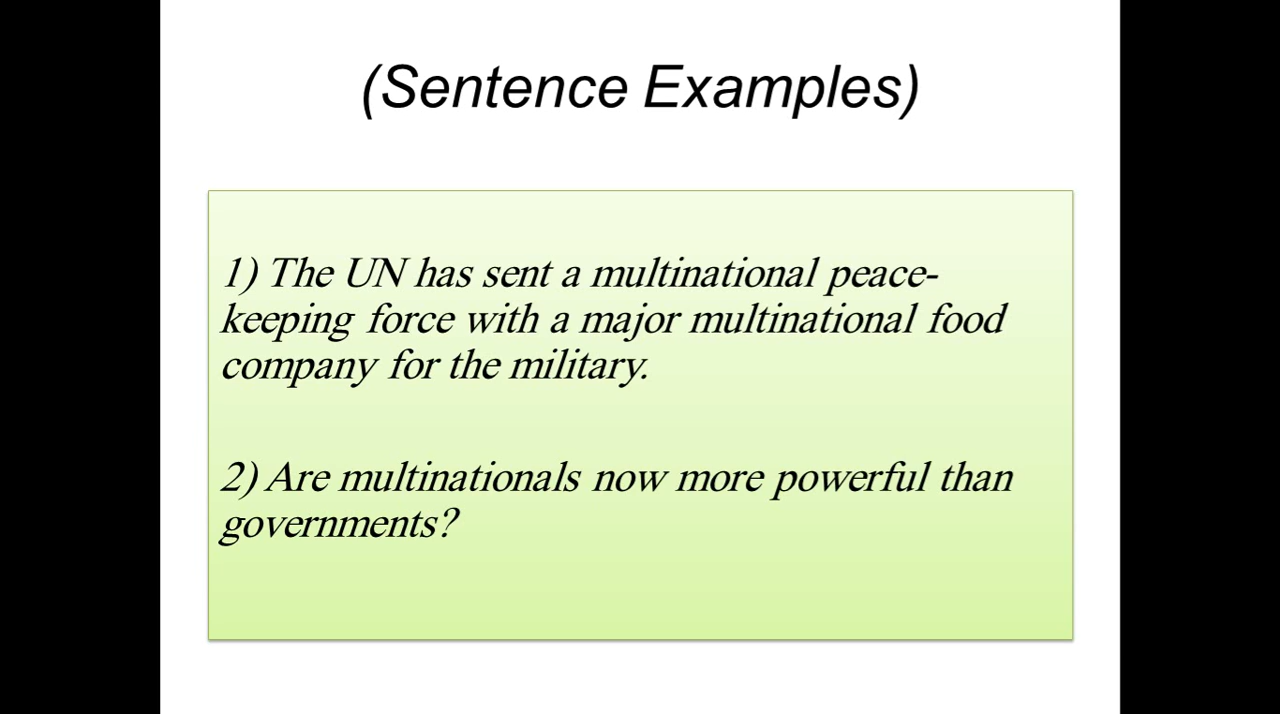 (Sentence Examples)
1) The UN has sent a multinational peace-
keeping force with a major multinational food
company for the military.
2) Are multinationals now more powerful than
governments?